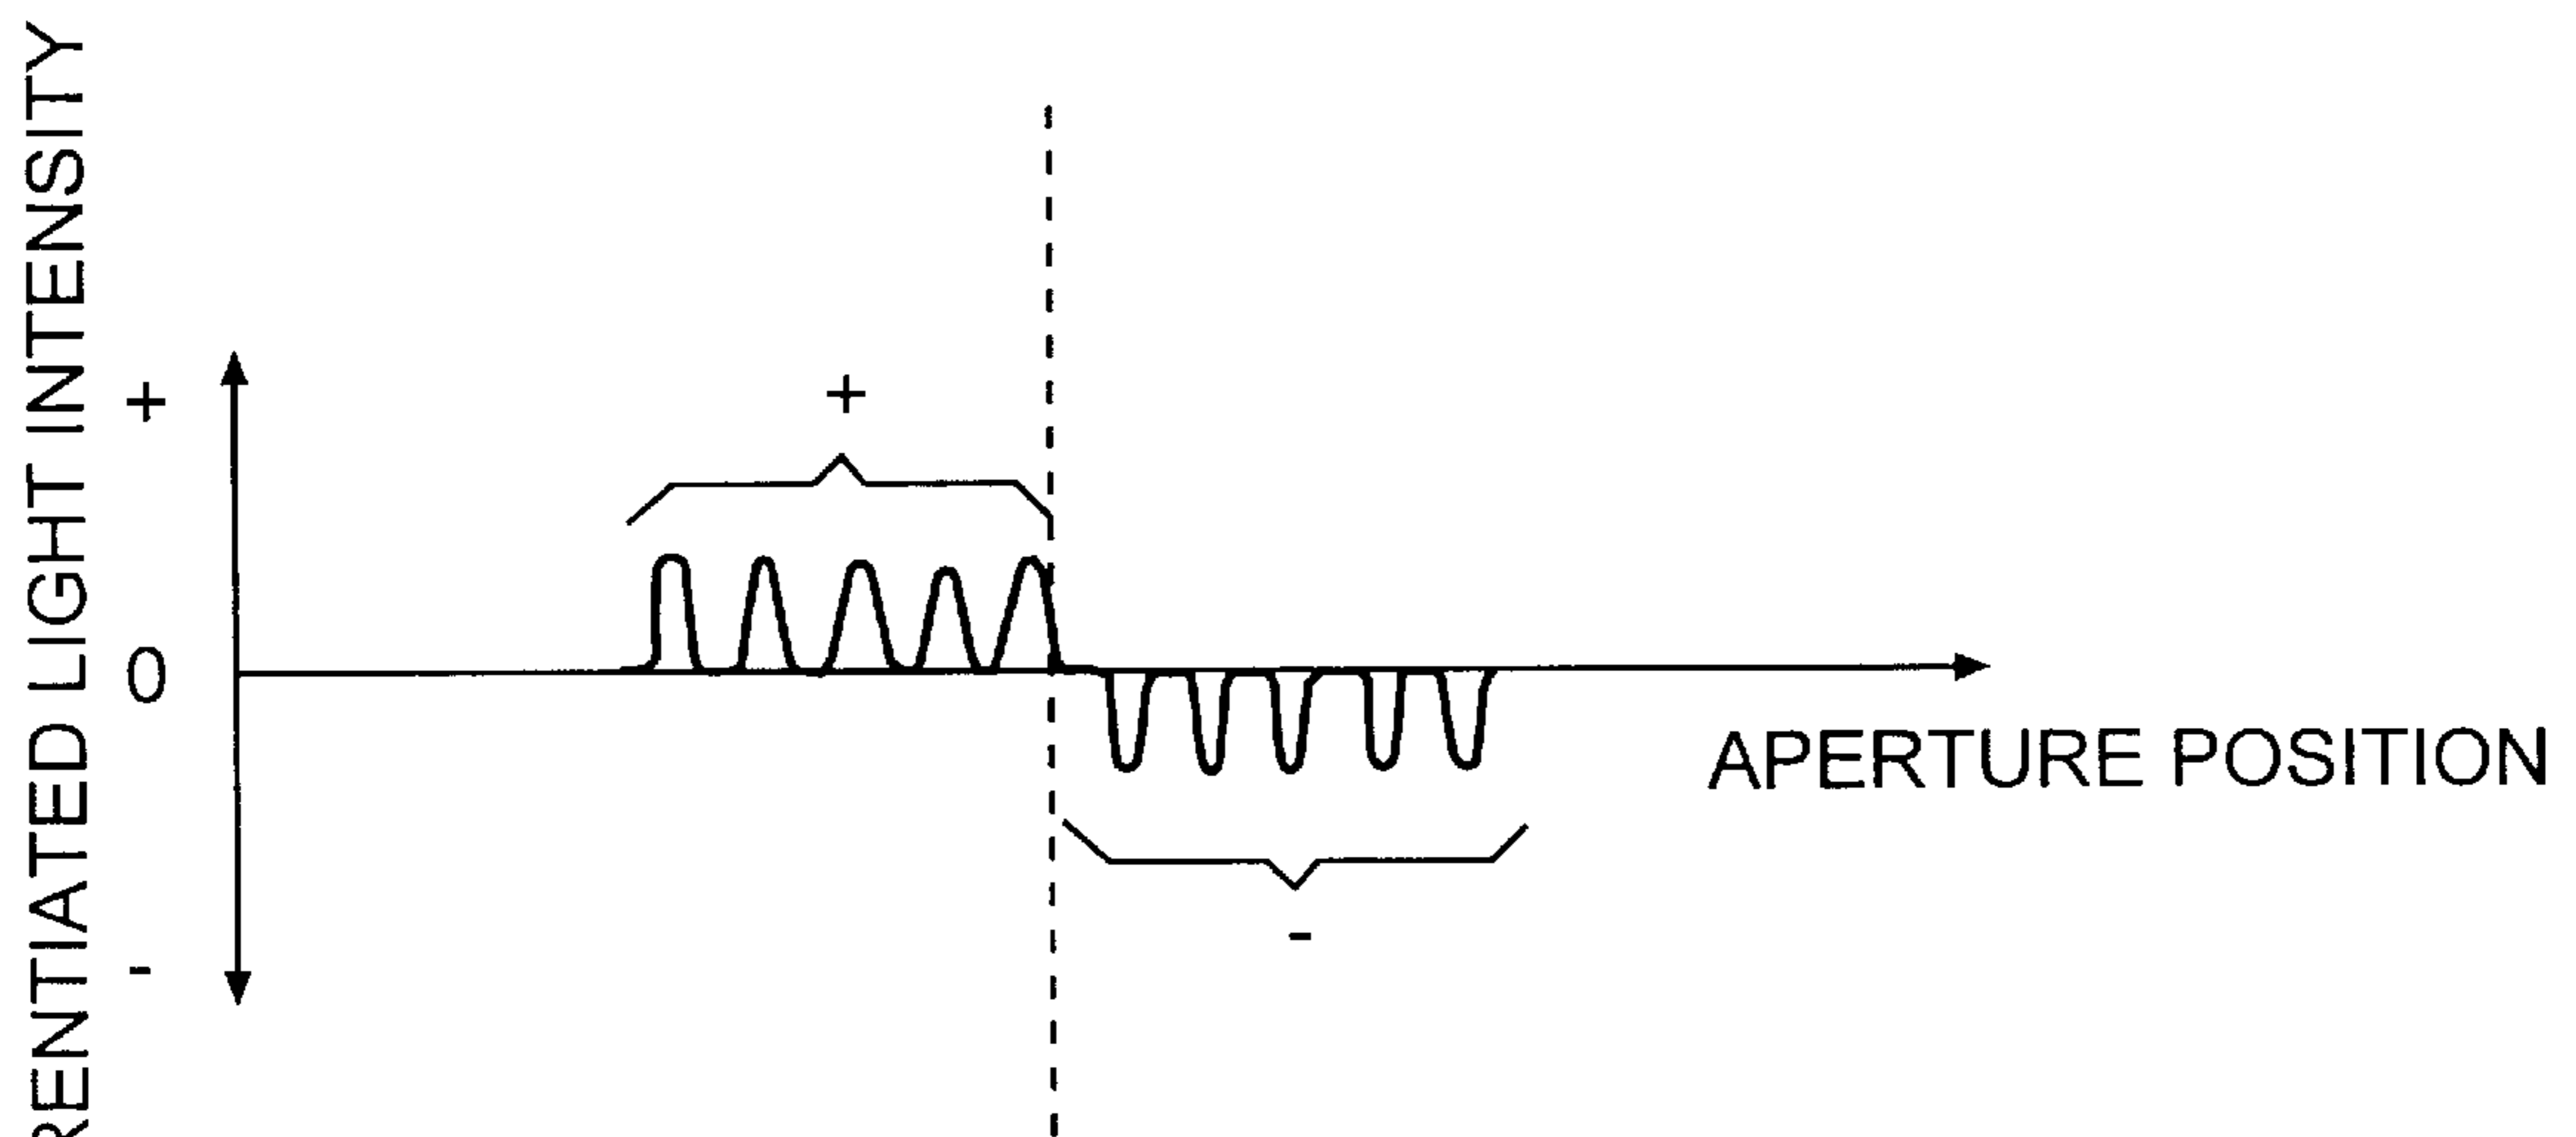 RENTIATED LIGHT INTENSITY
+
0
-
+
-
APERTURE POSITION